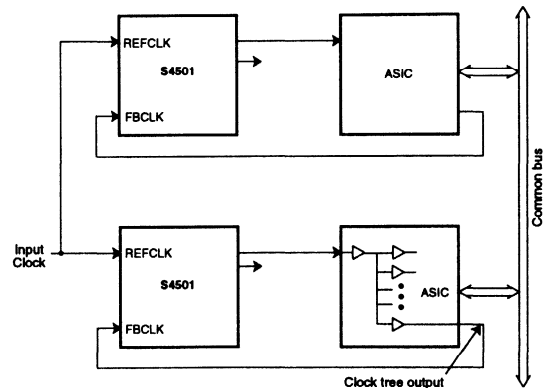 REFCLK
S4501
FBCLK
ASIC
Common bus
Input
Clock
REFCLK
S4501
FBCLK
ASIC
Clock tree output